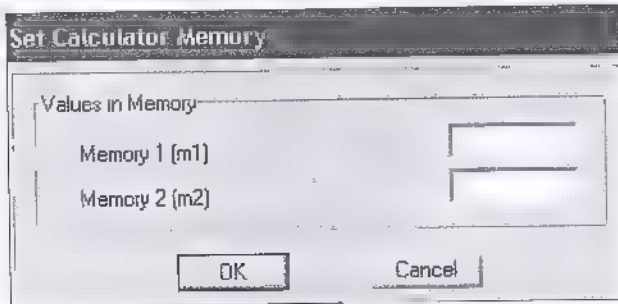 Set Calculator Memory
Values in Memory
Memory 1 (m1)
Memory 2 (m2)
OK
Cancel